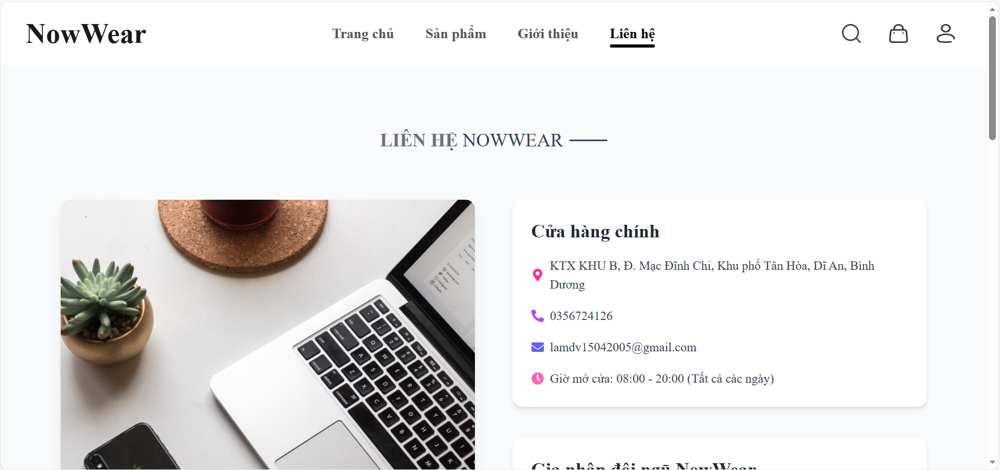 NowWear
Trang chủ
Sản phẩm
Giới thiệu
Liên hệ
LIÊN HỆ NOWWEAR
Cửa hàng chính
KTX KHU B, Đ. Mạc Đĩnh Chi, Khu phố Tân Hòa, Dĩ An, Bình
Dương
0356724126
lamdv15042005@gmail.com
Giờ mở cửa: 08:00 - 20:00 (Tất cả các ngày)
Gia nhập đội ngũ NowWear